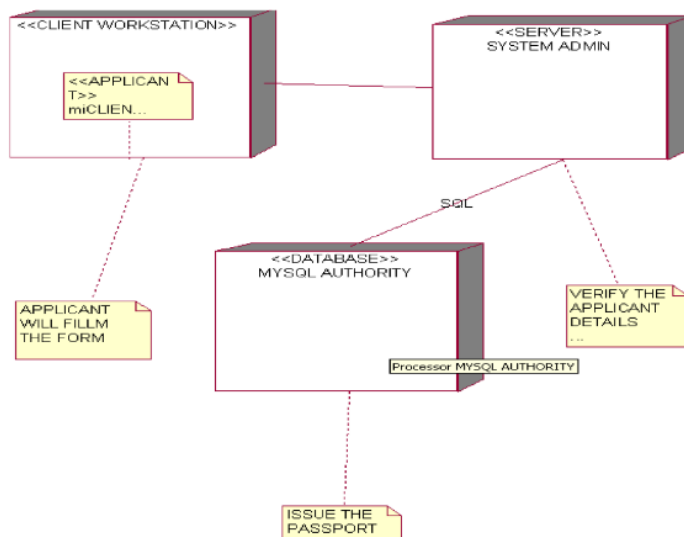 <<CLIENT WORKSTATION>>
<<APPLICAN
T>>
miCLIEN...
<<SERVER>>
SYSTEM ADMIN
SQL
<<DATABASE>>
MYSQL AUTHORITY
APPLICANT
WILL FILLM
THE FORM
VERIFY THE
APPLICANT
DETAILS
...
Processor MYSQL AUTHORITY
ISSUE THE
PASSPORT